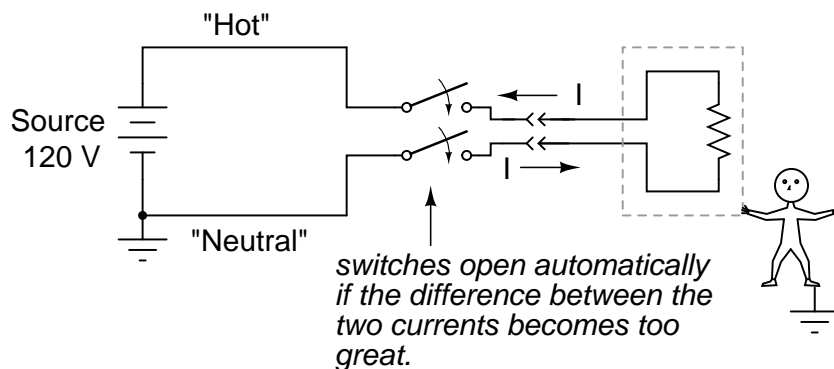 "Hot"
I
Source
120 V
I
"Neutral"
switches open automatically
if the difference between the
two currents becomes too
great.